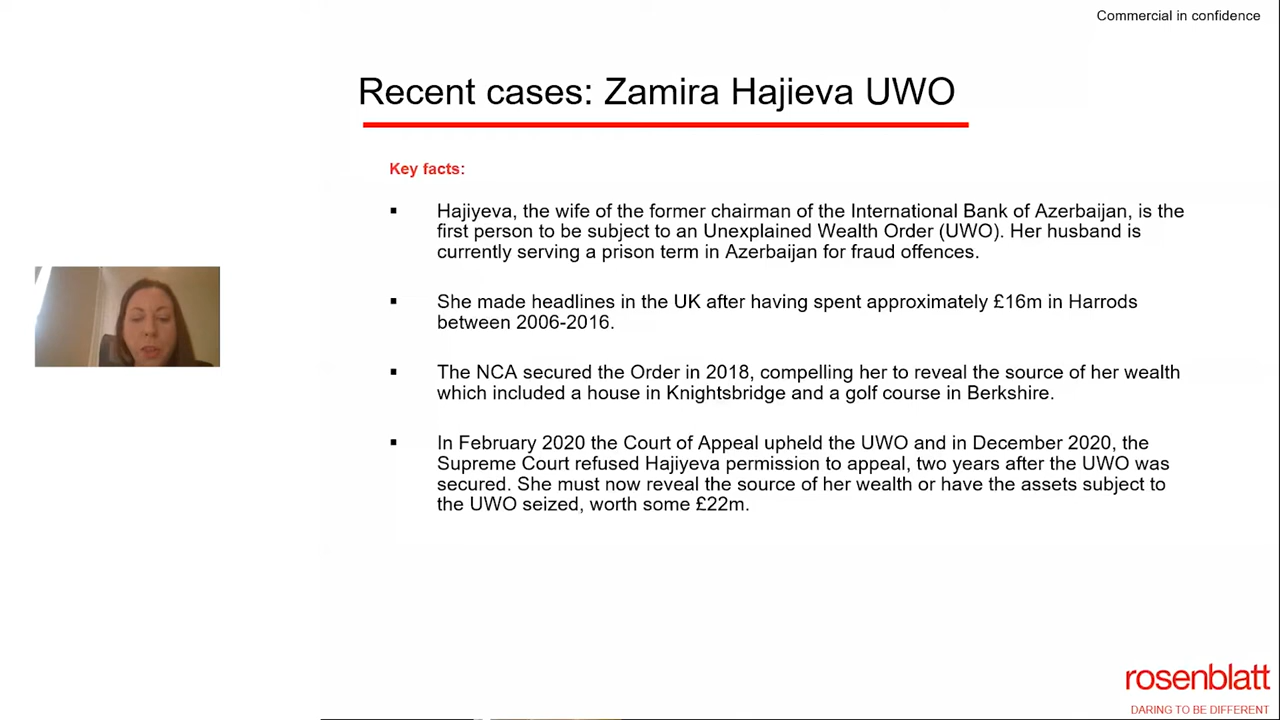 Commercial in confidence
Recent cases: Zamira Hajieva UWO
Key facts:
▪ Hajiyeva, the wife of the former chairman of the International Bank of Azerbaijan, is the
first person to be subject to an Unexplained Wealth Order (UWO). Her husband is
currently serving a prison term in Azerbaijan for fraud offences.
▪ She made headlines in the UK after having spent approximately £16m in Harrods
between 2006-2016.
▪ The NCA secured the Order in 2018, compelling her to reveal the source of her wealth
which included a house in Knightsbridge and a golf course in Berkshire.
▪ In February 2020 the Court of Appeal upheld the UWO and in December 2020, the
Supreme Court refused Hajiyeva permission to appeal, two years after the UWO was
secured. She must now reveal the source of her wealth or have the assets subject to
the UWO seized, worth some £22m.
rosenblatt
DARING TO BE DIFFERENT